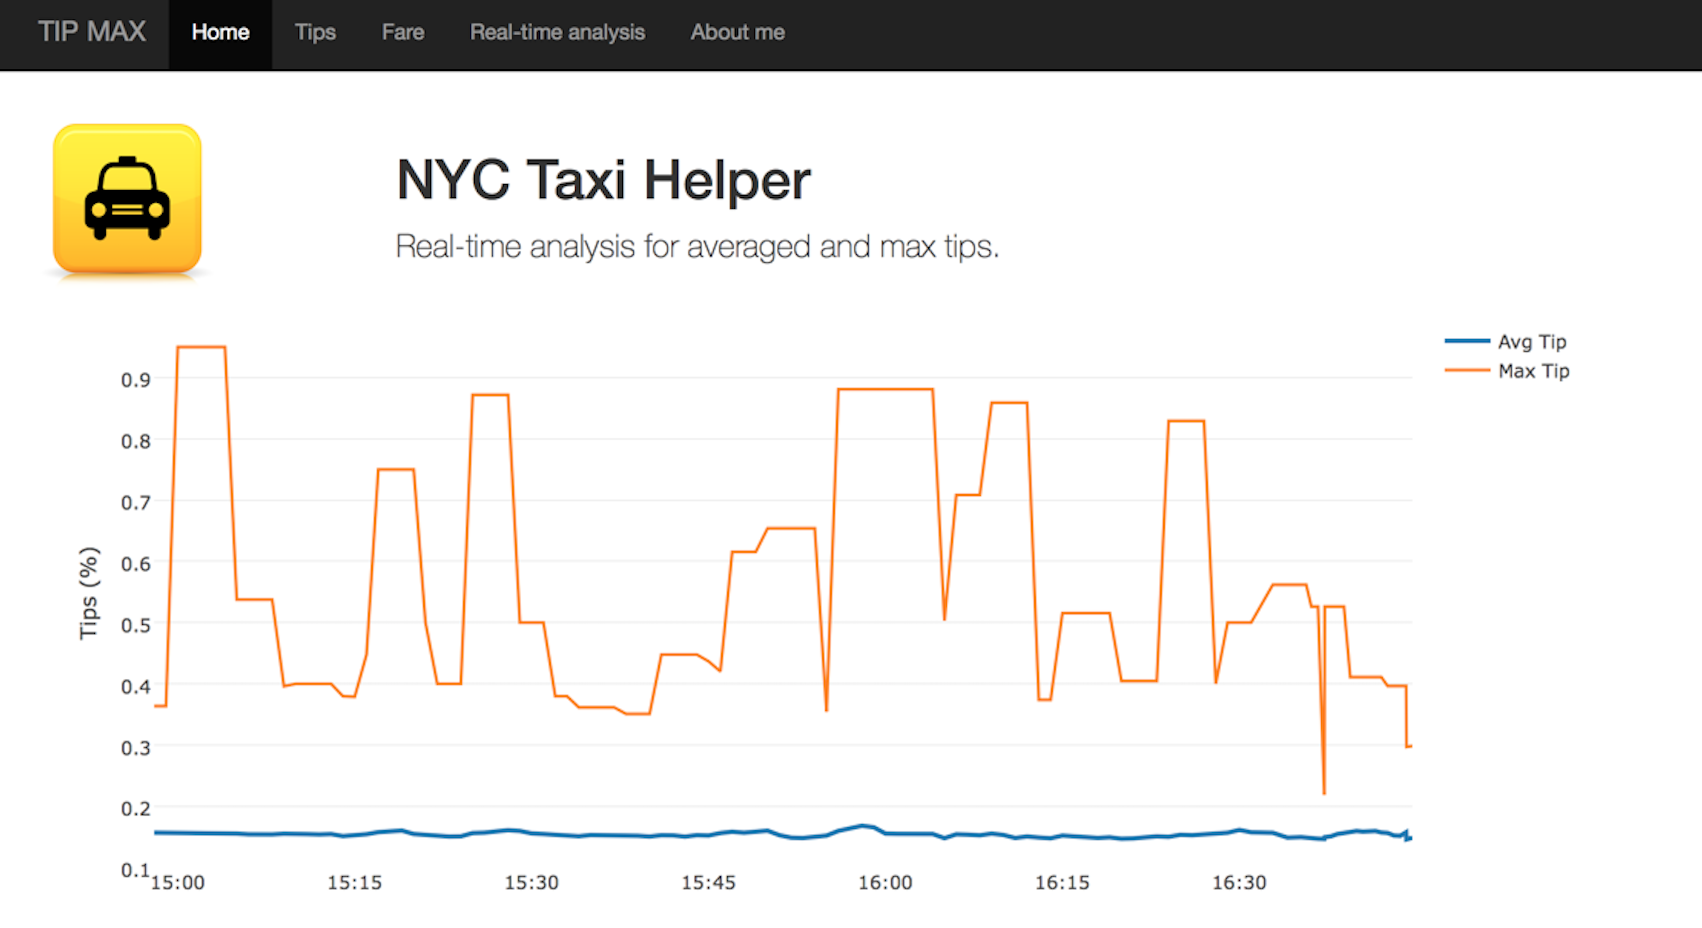 TIP MAX Home Tips Fare Real-time analysis About me
NYC Taxi Helper
Real-time analysis for averaged and max tips.
Avg Tip
Max Tip
Tips (%)
0.9
0.8
0.7
0.6
0.5
0.4
0.3
0.2
0.1
15:00 15:15 15:30 15:45 16:00 16:15 16:30